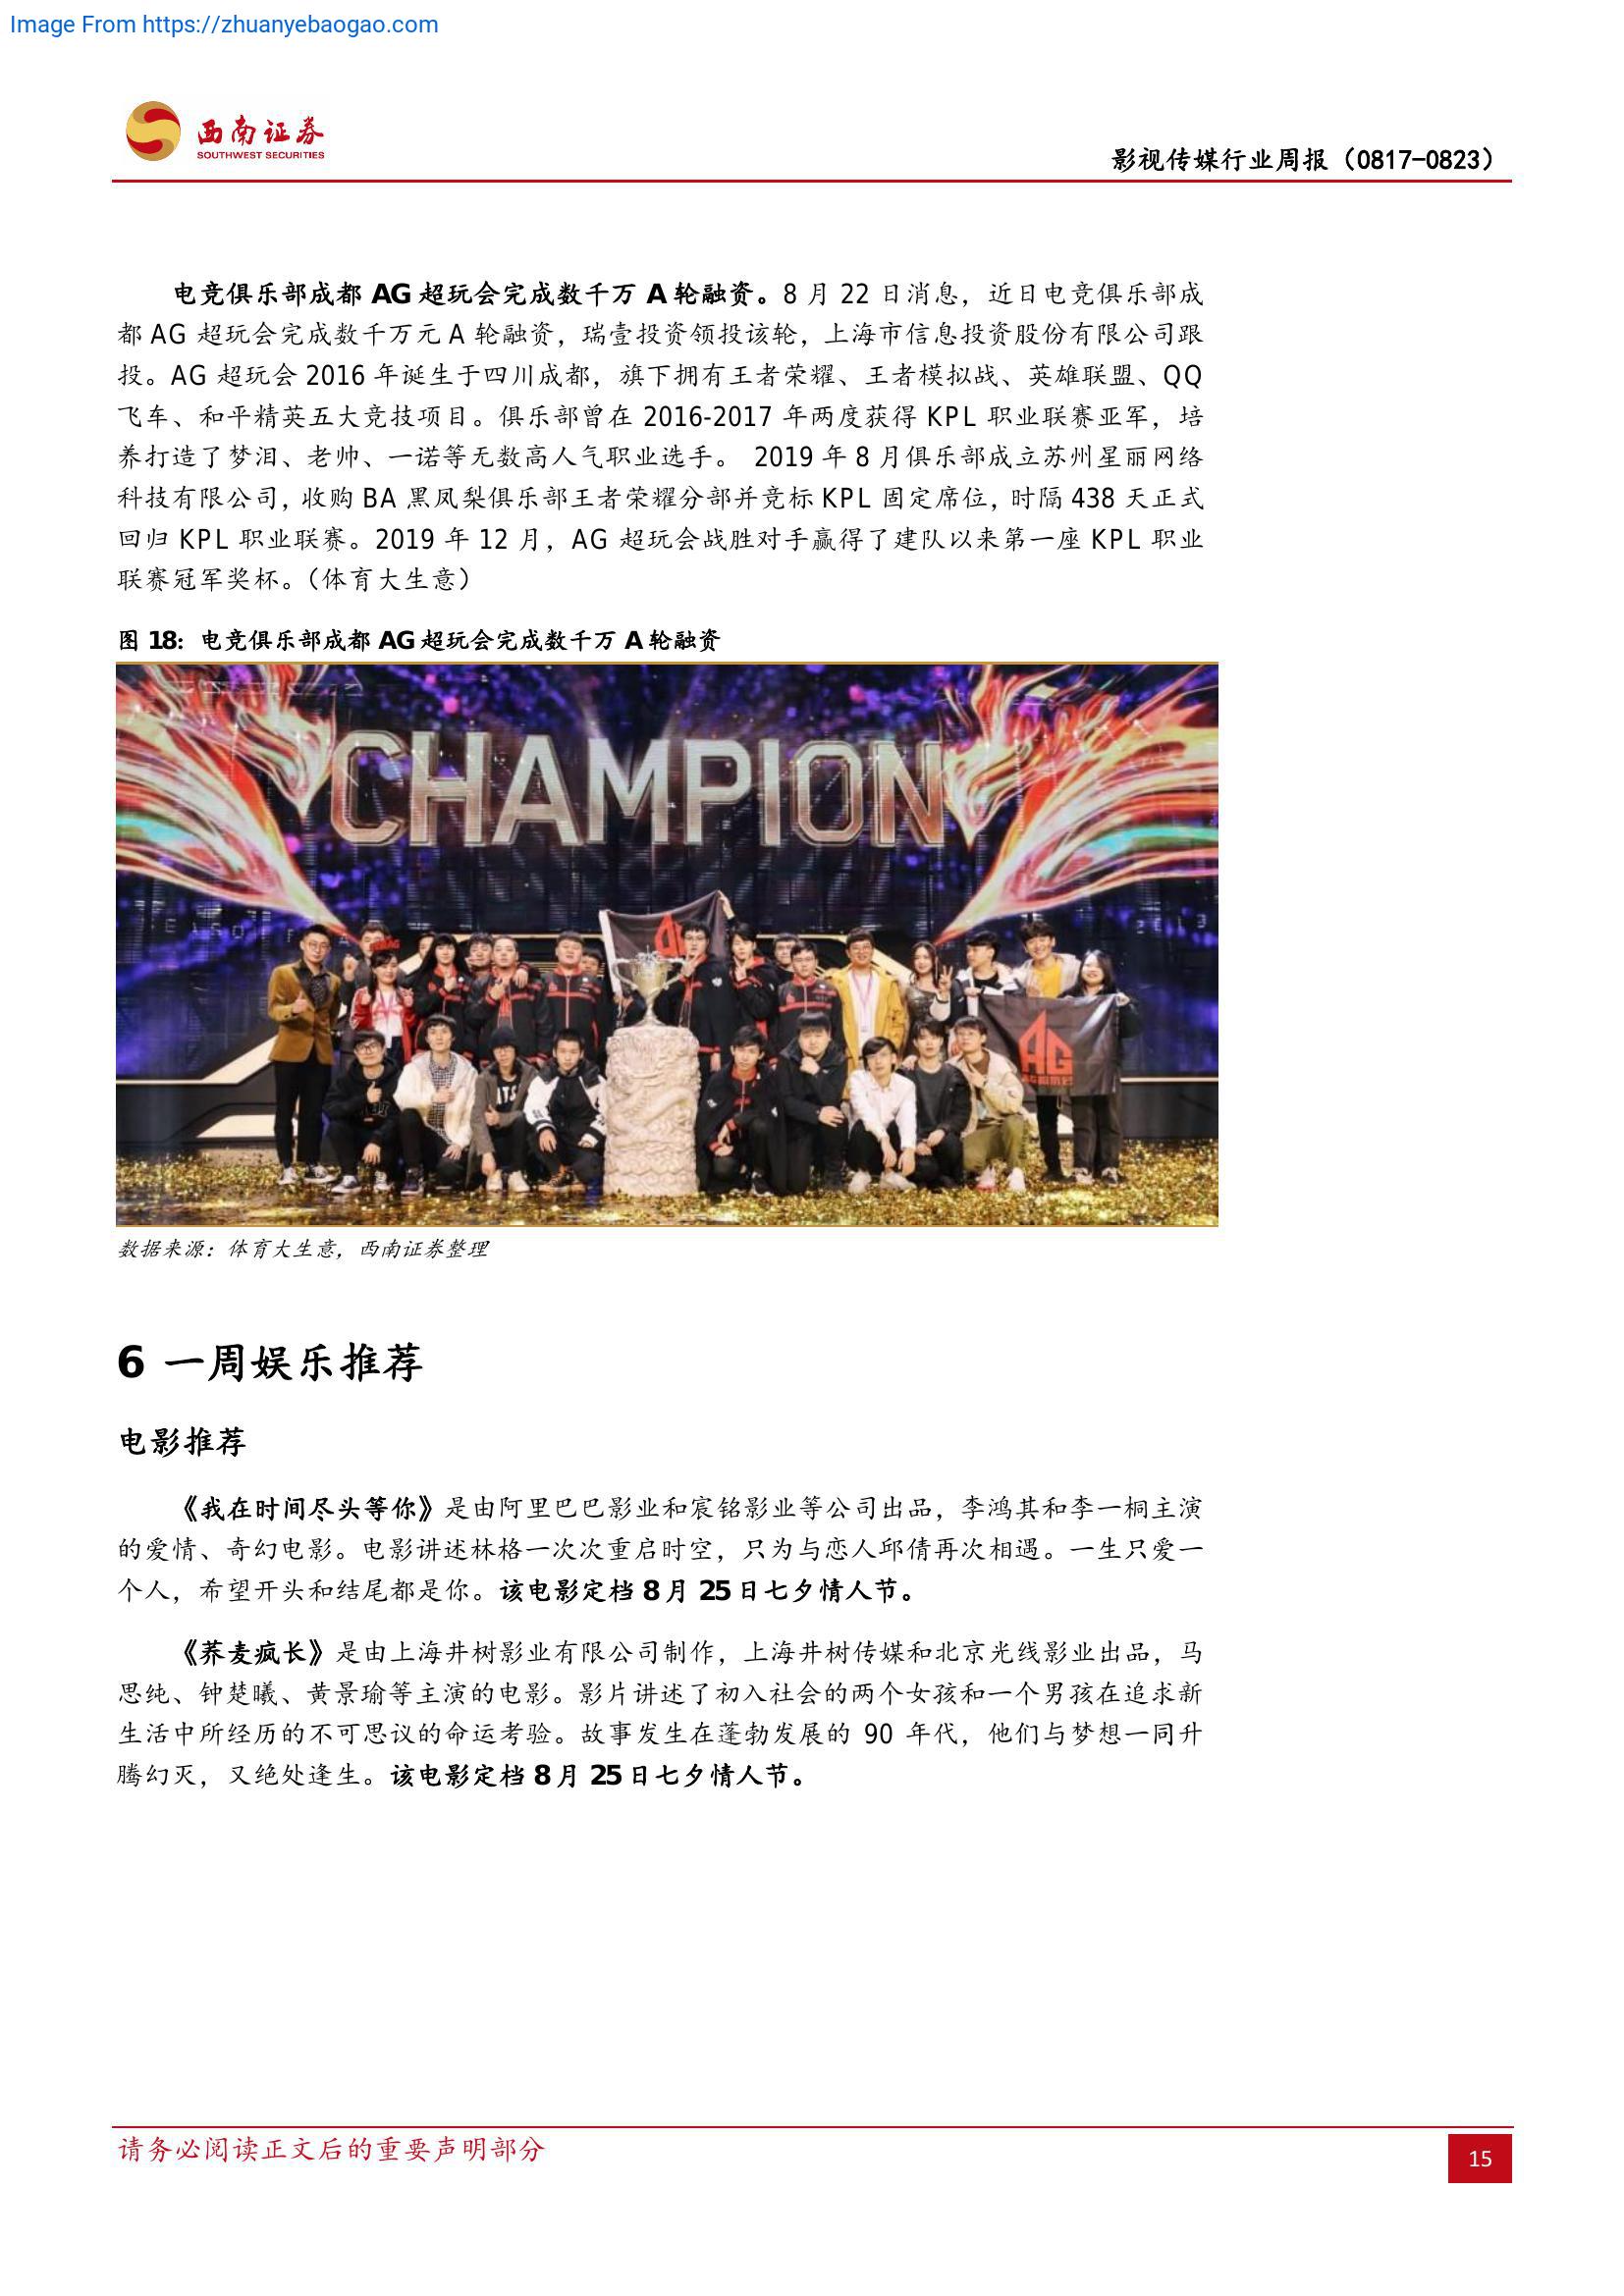 Image From https://zhuanyebaogao.com
西南证券
SOUTHWEST SECURITIES
影视传媒行业周报（0817-0823）
电竞俱乐部成都 AG 超玩会完成数千万 A 轮融资。8 月 22 日消息，近日电竞俱乐部成
都 AG 超玩会完成数千万元 A 轮融资，瑞壹投资领投该轮，上海市信息投资股份有限公司跟
投。AG 超玩会 2016 年诞生于四川成都，旗下拥有王者荣耀、王者模拟战、英雄联盟、QQ
飞车、和平精英五大竞技项目。俱乐部曾在 2016-2017 年两度获得 KPL 职业联赛亚军，培
养打造了梦泪、老帅、一诺等无数高人气职业选手。 2019 年 8 月俱乐部成立苏州星丽网络
科技有限公司，收购 BA 黑凤梨俱乐部王者荣耀分部并竞标 KPL 固定席位，时隔 438 天正式
回归 KPL 职业联赛。2019 年 12 月，AG 超玩会战胜对手赢得了建队以来第一座 KPL 职业
联赛冠军奖杯。（体育大生意）
图 18：电竞俱乐部成都 AG 超玩会完成数千万 A 轮融资
CHAMPION
AG
数据来源：体育大生意，西南证券整理
6 一周娱乐推荐
电影推荐
《我在时间尽头等你》是由阿里巴巴影业和宸铭影业等公司出品，李鸿其和李一桐主演
的爱情、奇幻电影。电影讲述林格一次次重启时空，只为与恋人邱倩再次相遇。一生只爱一
个人，希望开头和结尾都是你。该电影定档 8 月 25 日七夕情人节。
《荞麦疯长》是由上海井树影业有限公司制作，上海井树传媒和北京光线影业出品，马
思纯、钟楚曦、黄景瑜等主演的电影。影片讲述了初入社会的两个女孩和一个男孩在追求新
生活中所经历的不可思议的命运考验。故事发生在蓬勃发展的 90 年代，他们与梦想一同升
腾幻灭，又绝处逢生。该电影定档 8 月 25 日七夕情人节。
请务必阅读正文后的重要声明部分
15